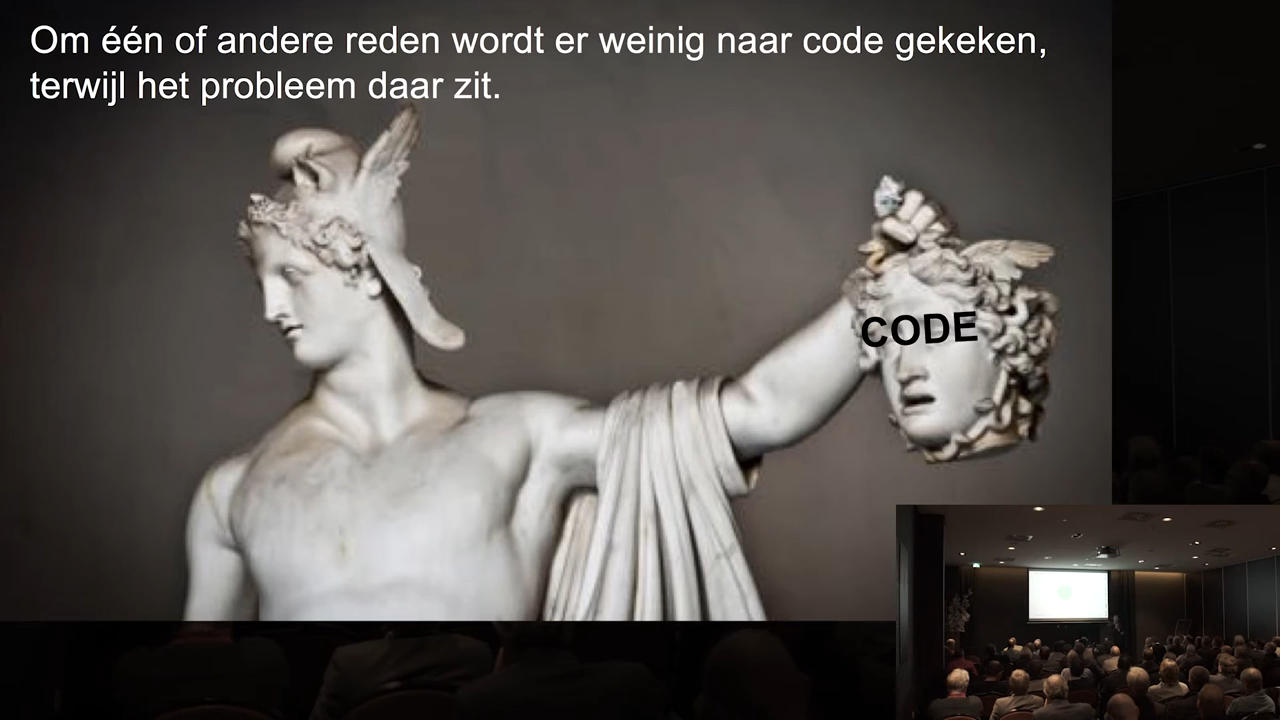 Om één of andere reden wordt er weinig naar code gekeken,
terwijl het probleem daar zit.
CODE